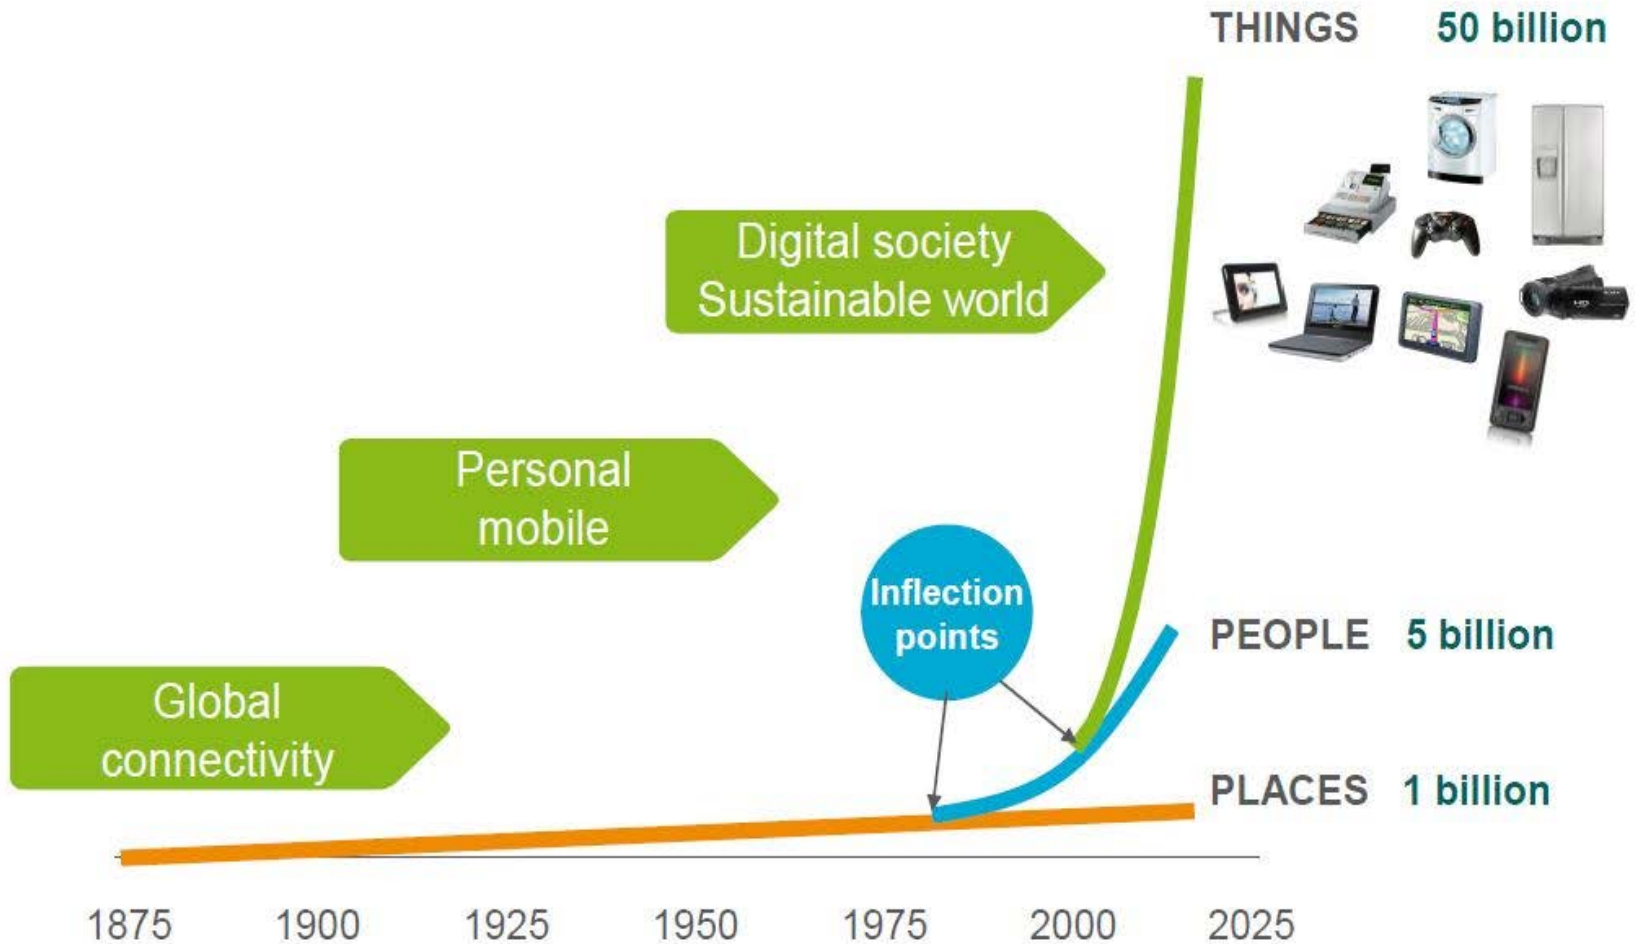 THINGS 50 billion
Digital society
Sustainable world
Personal
mobile
Inflection
points
PEOPLE 5 billion
Global
connectivity
PLACES 1 billion
1875 1900 1925 1950 1975 2000 2025